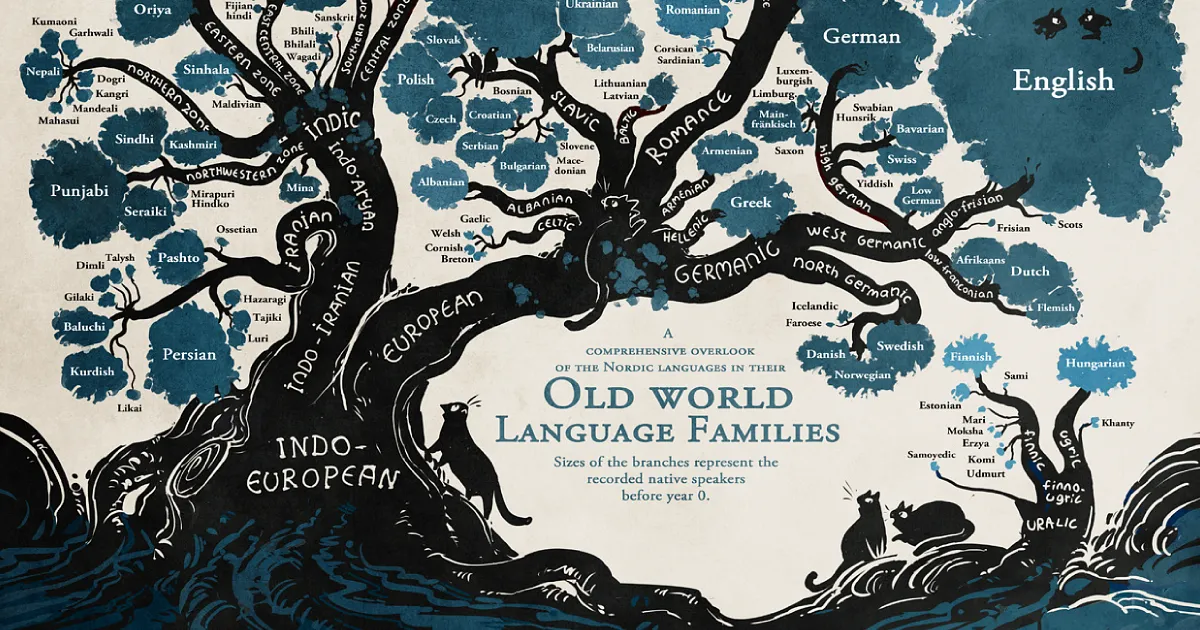 Oriya
Fijian
hindi
Sanskrit
Kumaoni
Garhwali
Nepali
Dogri
Kangri
Mandeali
Mahasui
NORTHERN ZONE
EASTERN ZONE
EAST CENTRAL ZONE
SOUTHERN ZONE
CENTRAL ZONE
Bhili
Bhilali
Wagadi
Sinhala
Maldivian
INDIC
Sindhi
Kashmiri
NORTHWESTERN ZONE
Punjabi
Seraiki
Mirapuri
Hindko
Mina
INDO-ARYAN
Ossetian
IRANIAN
Pashto
Talysh
Dimli
Gilaki
Baluchi
Kurdish
Likai
Hazaragi
Tajiki
Luri
Persian
INDO-IRANIAN
INDO-
EUROPEAN
EUROPEAN
Ukrainian
Romanian
Slovak
Belarusian
Corsican
Sardinian
Polish
Bosnian
Lithuanian
Latvian
Czech
Croatian
SLAVIC
BALTIC
ROMANCE
Serbian
Slovene
Mace-
donian
Bulgarian
Albanian
ALBANIAN
CELTIC
Gaelic
Welsh
Cornish
Breton
Armenian
ARMENIAN
Greek
HELLENIC
GERMANIC
German
English
Luxem-
burgish
Limburg.
Main-
fränkisch
Saxon
Swabian
Hunsrik
Bavarian
Swiss
Yiddish
Low
German
high german
WEST GERMANIC
anglo-frisian
Scots
Frisian
low franconian
Afrikaans
Dutch
Flemish
NORTH GERMANIC
Icelandic
Faroese
Danish
Swedish
Norwegian
A
COMPREHENSIVE OVERLOOK
OF THE NORDIC LANGUAGES IN THEIR
OLD WORLD
LANGUAGE FAMILIES
Sizes of the branches represent the
recorded native speakers
before year 0.
Finnish
Hungarian
Sami
Estonian
Mari
Moksha
Erzya
Komi
Udmurt
Samoyedic
Khanty
finnic
ugric
finno-
ugric
URALIC